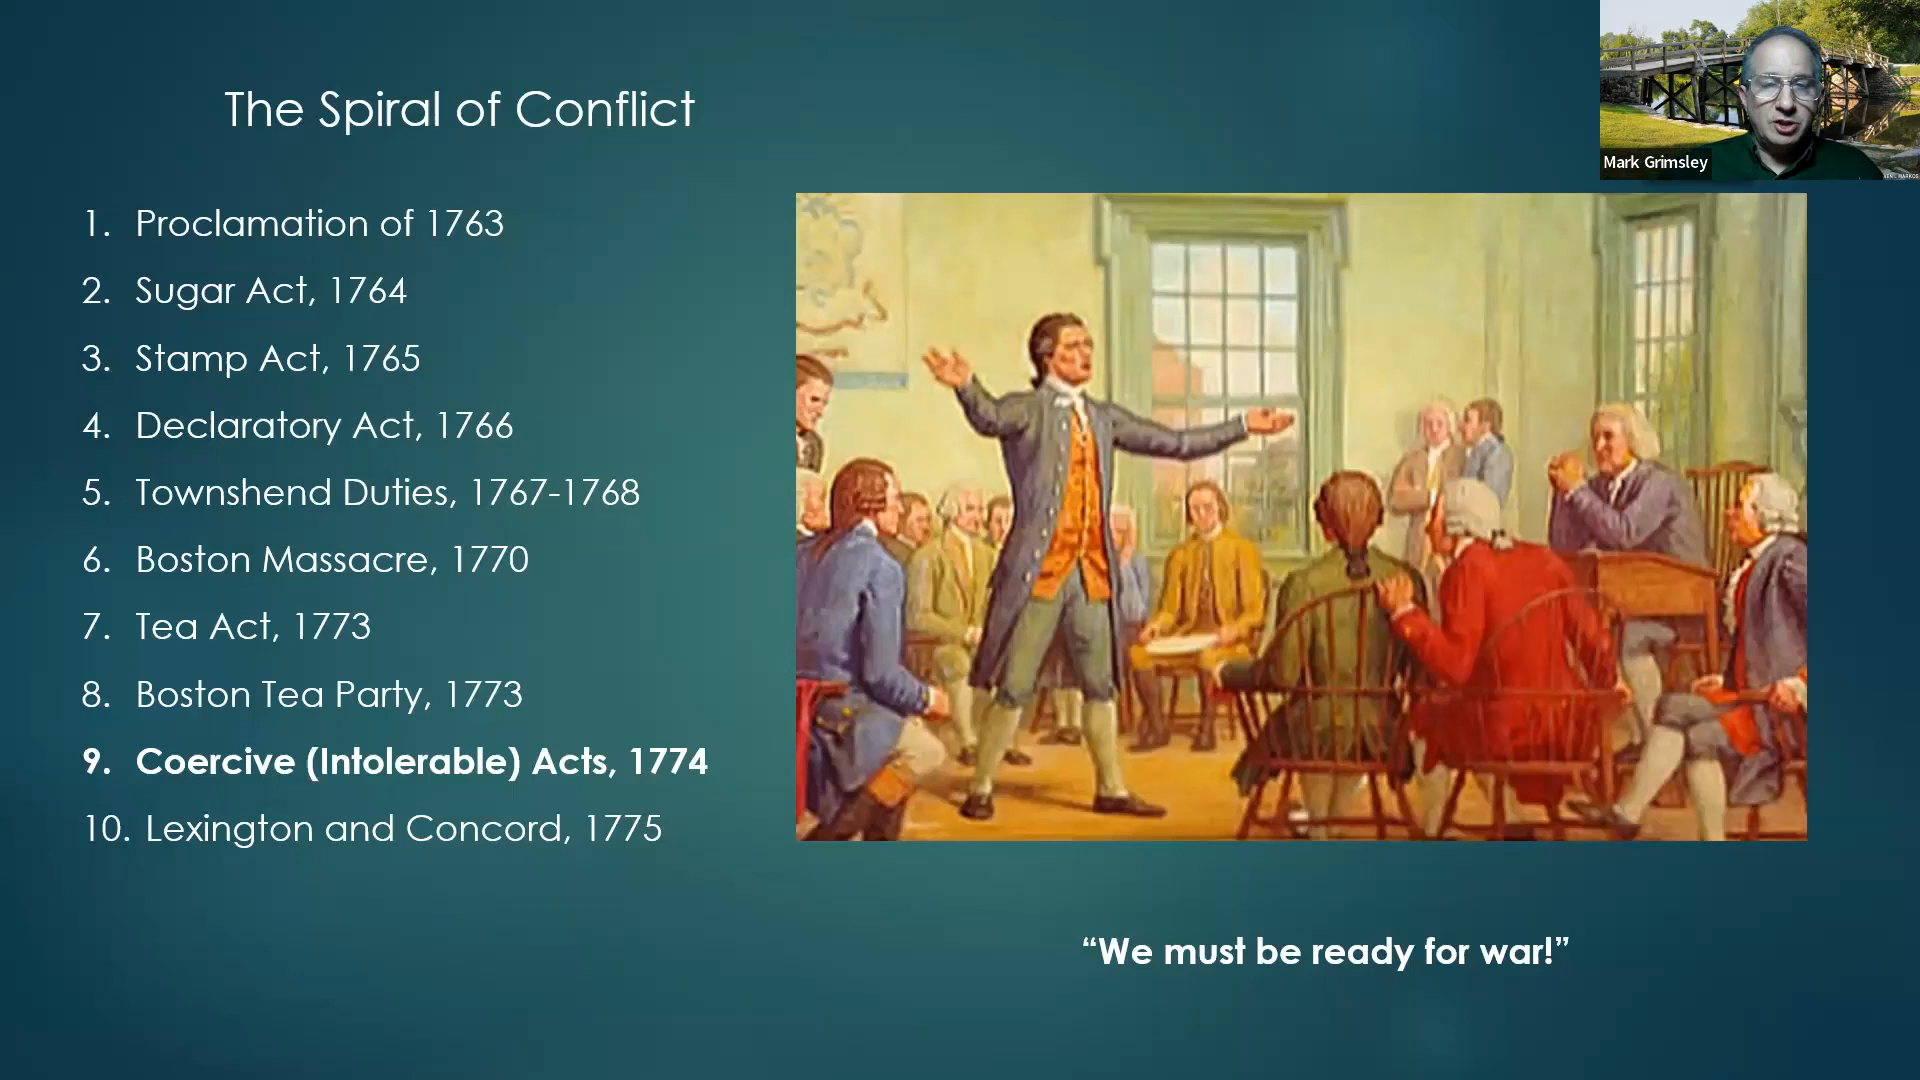 The Spiral of Conflict
Mark Grimsley
1. Proclamation of 1763
2. Sugar Act, 1764
3. Stamp Act, 1765
4. Declaratory Act, 1766
5. Townshend Duties, 1767-1768
6. Boston Massacre, 1770
7. Tea Act, 1773
8. Boston Tea Party, 1773
9. Coercive (Intolerable) Acts, 1774
10. Lexington and Concord, 1775
“We must be ready for war!”